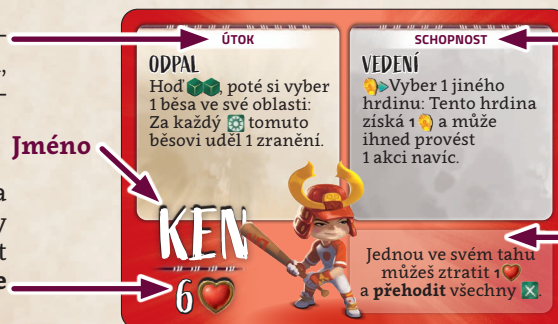 ÚTOK
ODPAL
Hoď, poté si vyber
1 běsa ve své oblasti:
Za každý tomuto
běsovi uděl 1 zranění.
SCHOPNOST
VEDENÍ
Vyber 1 jiného
hrdinu: Tento hrdina
získá 1 a může
ihned provést
1 akci navíc.
Jméno
KEN
6
Jednou ve svém tahu
můžeš ztratit 1
a přehodit všechny.